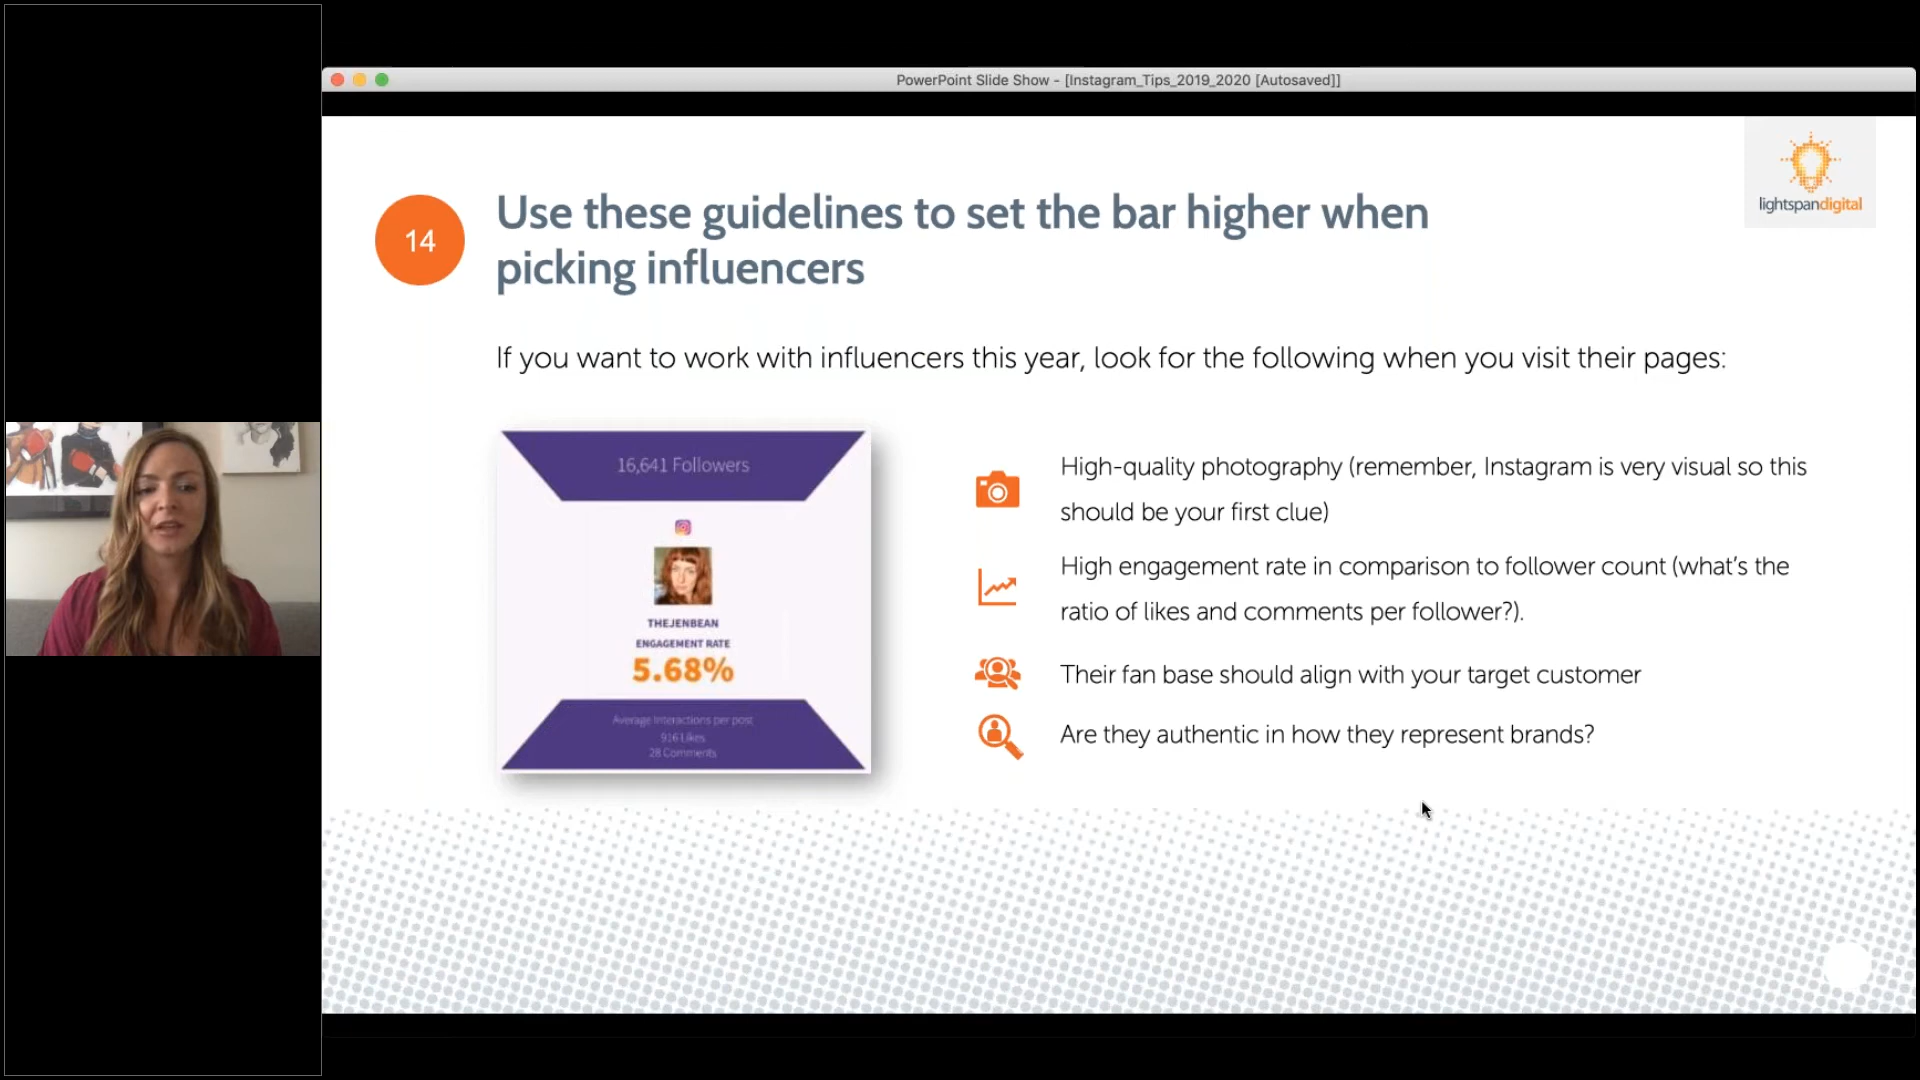 PowerPoint Slide Show - [Instagram_Tips_2019_2020 [Autosaved]]
lightspandigital
14
Use these guidelines to set the bar higher when
picking influencers
If you want to work with influencers this year, look for the following when you visit their pages:
16,641 Followers
THEJENBEAN
ENGAGEMENT RATE
5.68%
Average Interactions per post
916 Likes
28 Comments
High-quality photography (remember, Instagram is very visual so this
should be your first clue)
High engagement rate in comparison to follower count (what's the
ratio of likes and comments per follower?).
Their fan base should align with your target customer
Are they authentic in how they represent brands?